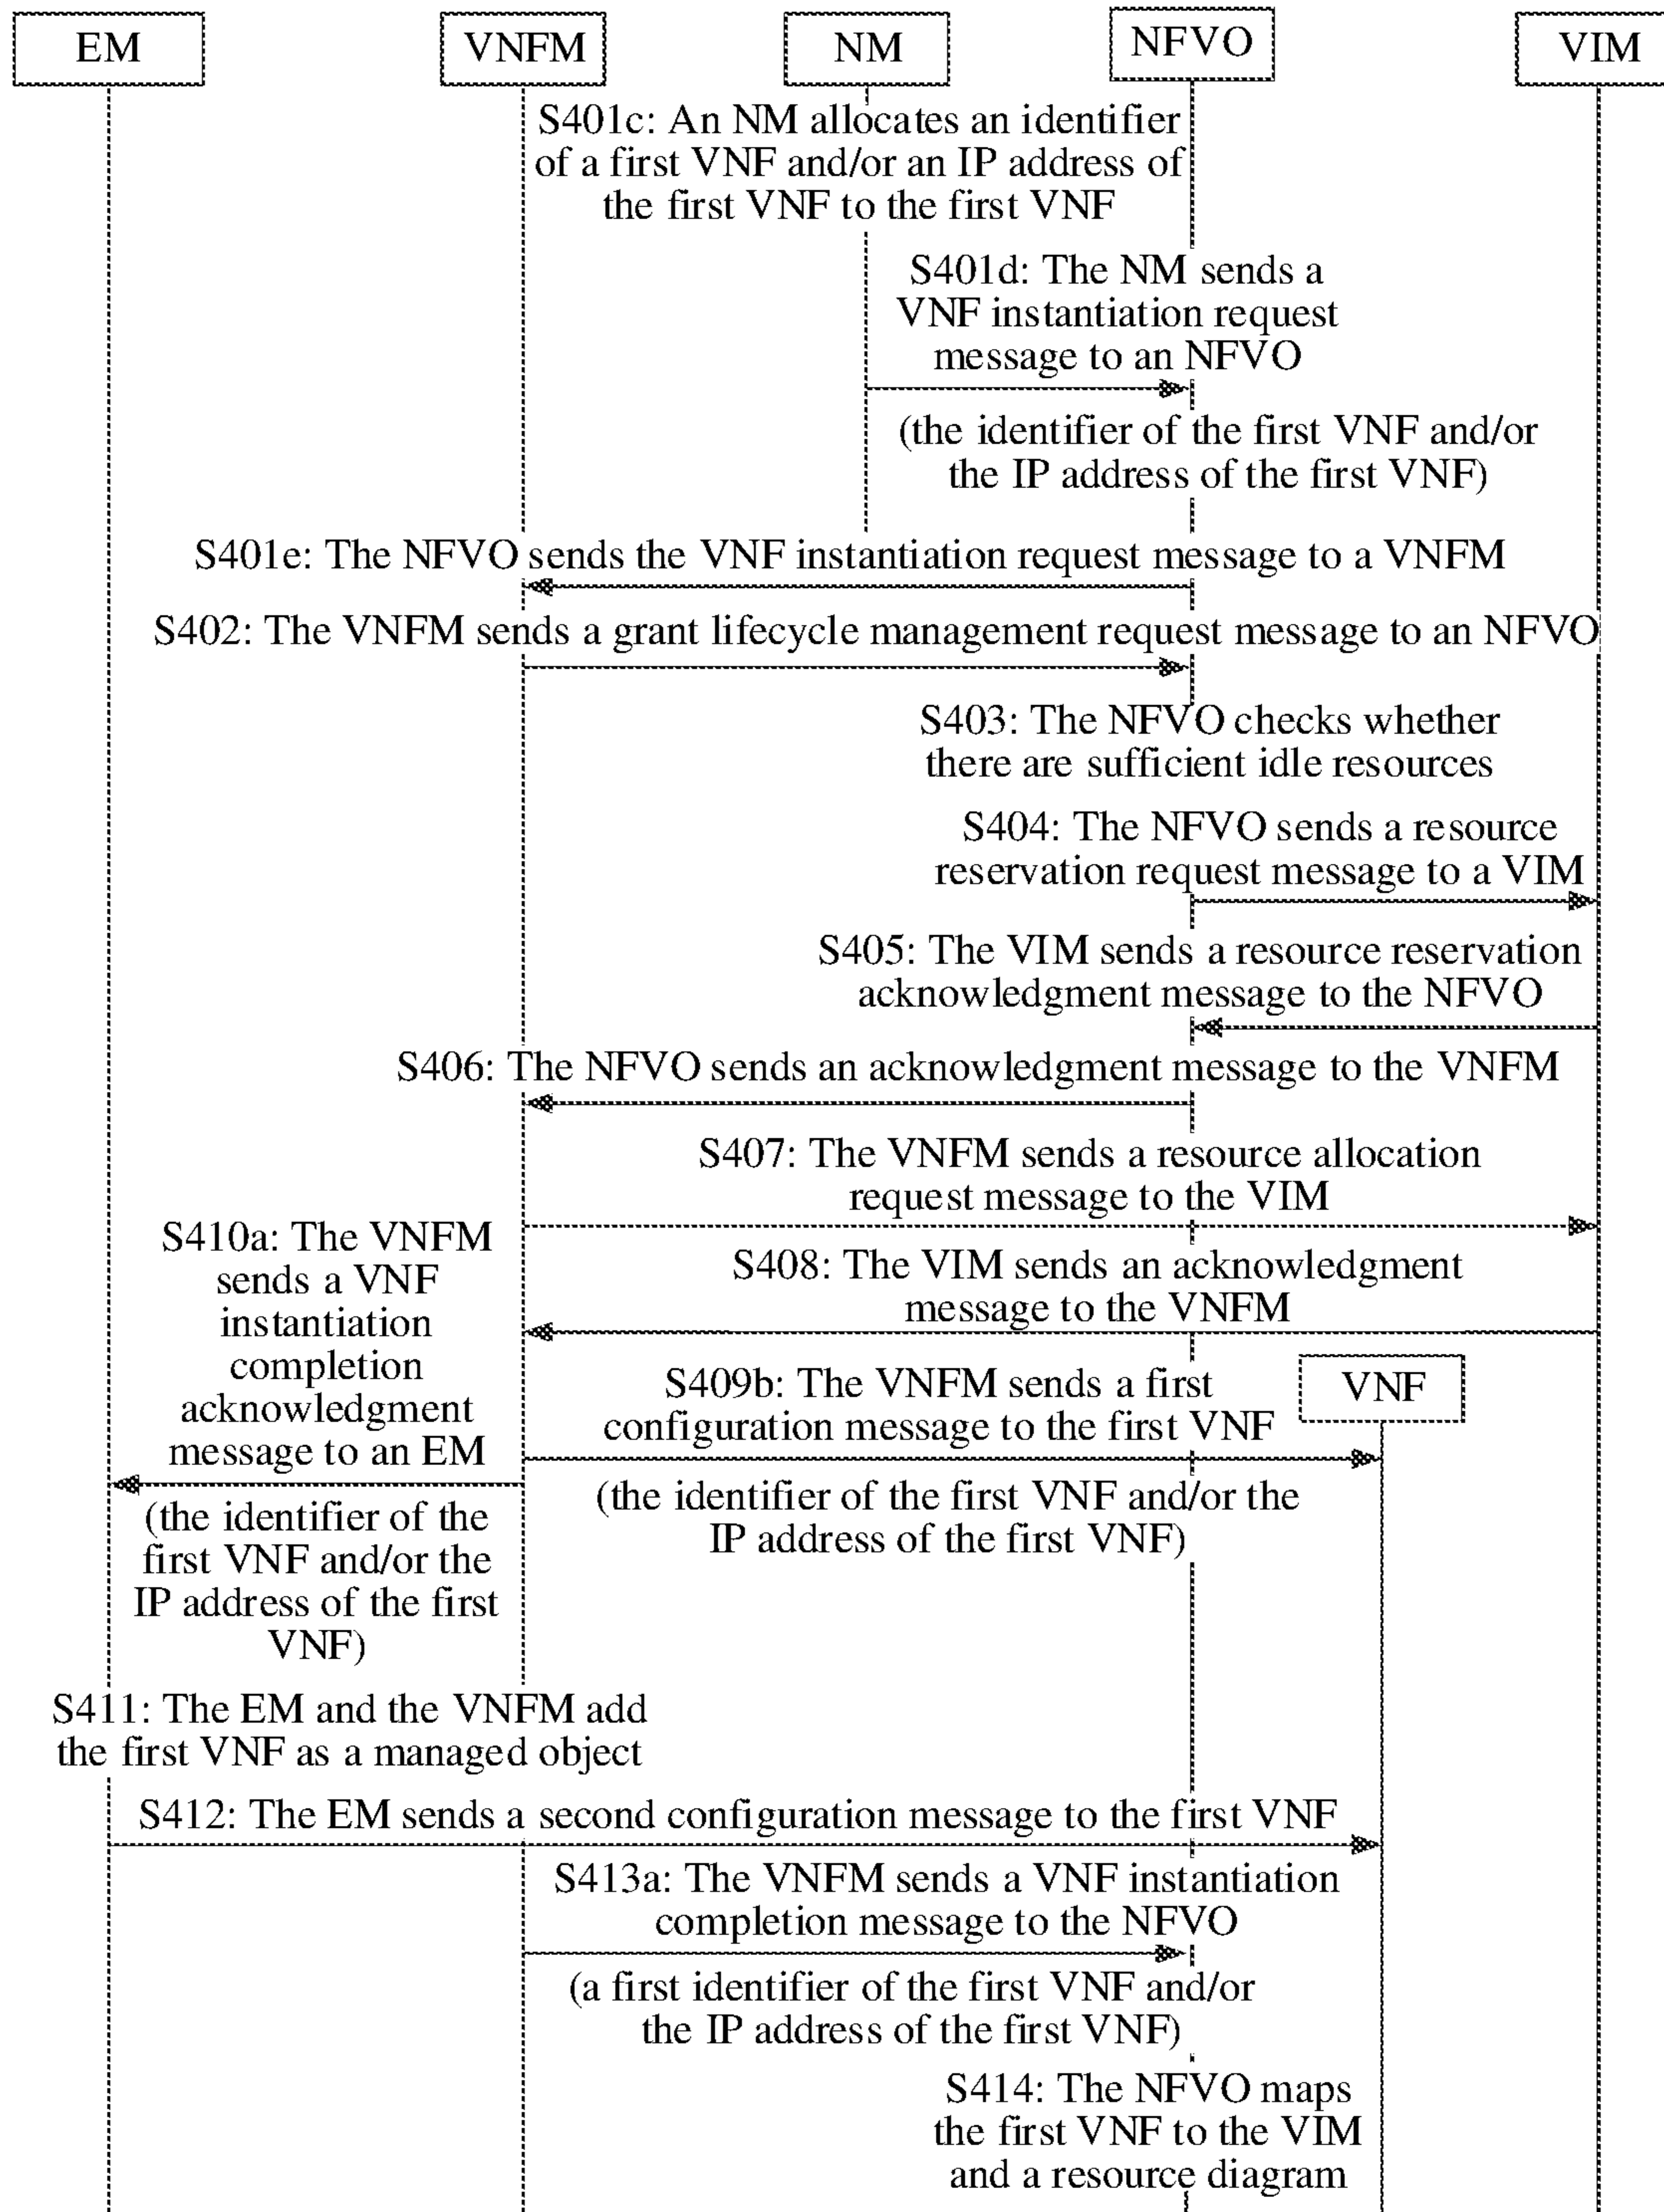 EM
VNFM
NM
NFVO
VIM
S401c: An NM allocates an identifier
of a first VNF and/or an IP address of
the first VNF to the first VNF
S401d: The NM sends a
VNF instantiation request
message to an NFVO
(the identifier of the first VNF and/or
the IP address of the first VNF)
S401e: The NFVO sends the VNF instantiation request message to a VNFM
S402: The VNFM sends a grant lifecycle management request message to an NFVO
S403: The NFVO checks whether
there are sufficient idle resources
S404: The NFVO sends a resource
reservation request message to a VIM
S405: The VIM sends a resource reservation
acknowledgment message to the NFVO
S406: The NFVO sends an acknowledgment message to the VNFM
S407: The VNFM sends a resource allocation
request message to the VIM
S410a: The VNFM
sends a VNF
instantiation
completion
acknowledgment
message to an EM
(the identifier of the
first VNF and/or the
IP address of the first
VNF)
S408: The VIM sends an acknowledgment
message to the VNFM
S409b: The VNFM sends a first
configuration message to the first VNF
VNF
(the identifier of the first VNF and/or the
IP address of the first VNF)
S411: The EM and the VNFM add
the first VNF as a managed object
S412: The EM sends a second configuration message to the first VNF
S413a: The VNFM sends a VNF instantiation
completion message to the NFVO
(a first identifier of the first VNF and/or
the IP address of the first VNF)
S414: The NFVO maps
the first VNF to the VIM
and a resource diagram